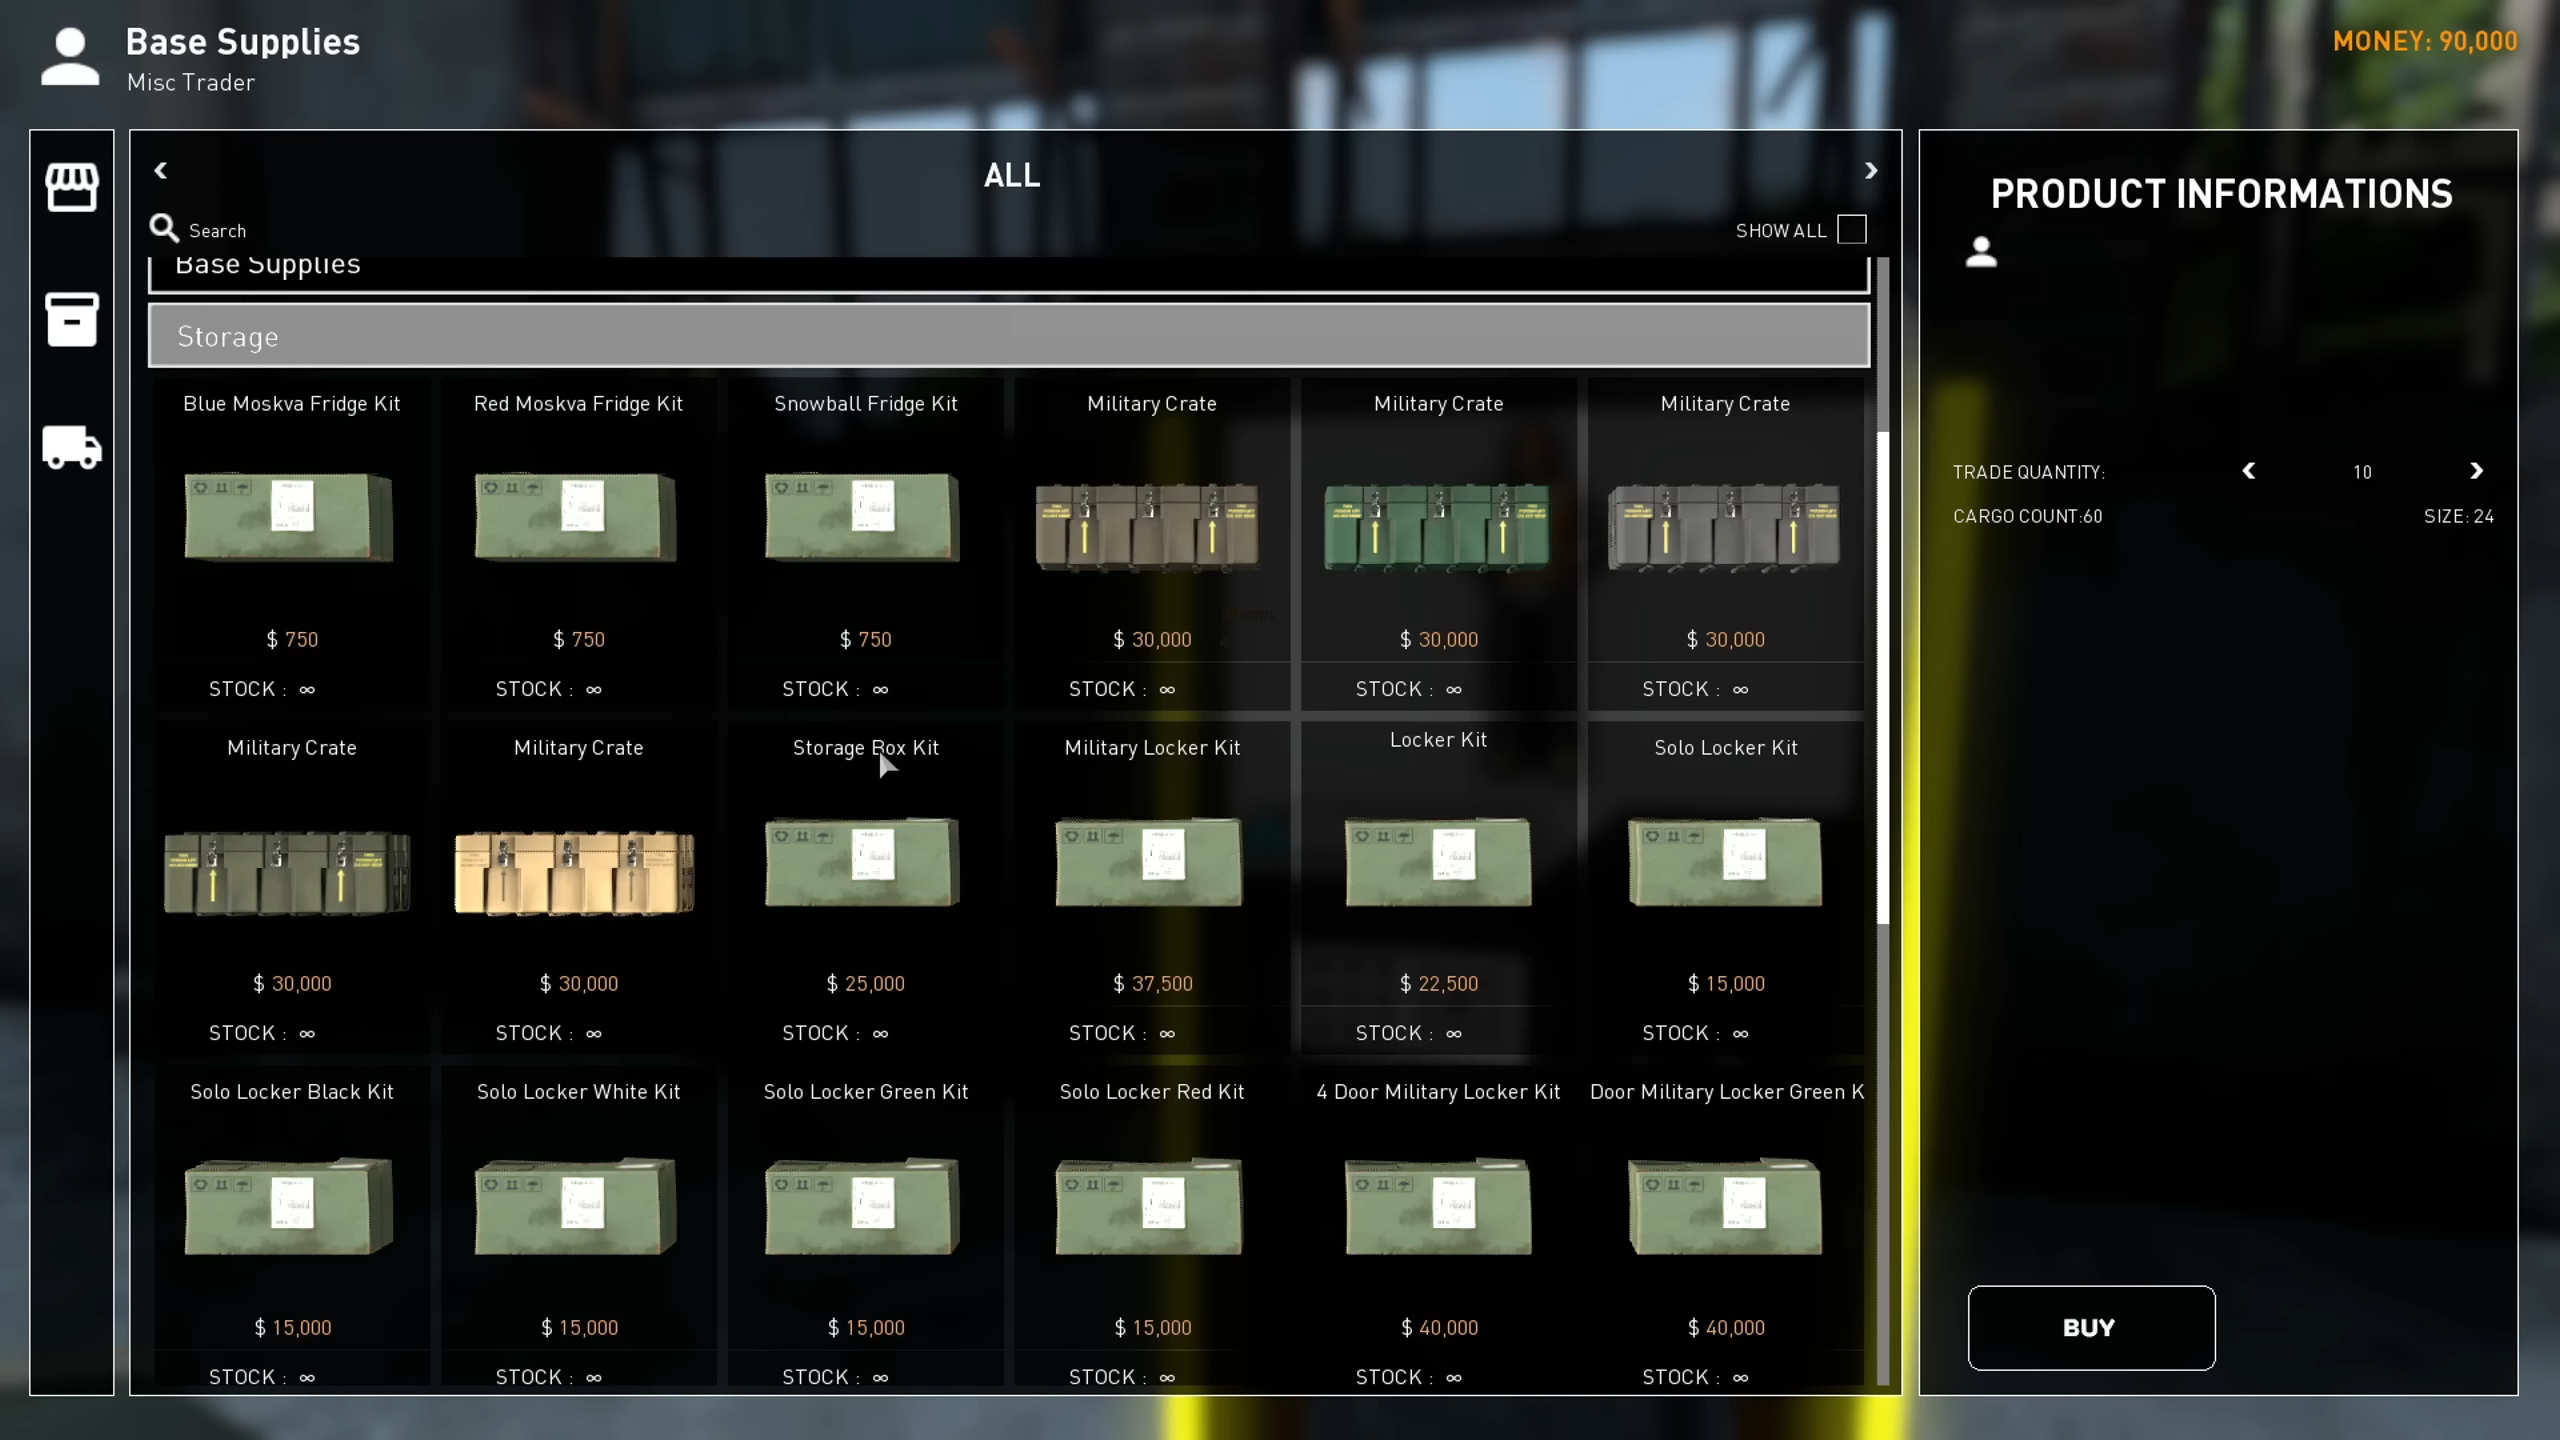 Base Supplies
Misc Trader
MONEY: 90,000
ALL
Search
SHOW ALL
Base Supplies
Storage
Blue Moskva Fridge Kit
Red Moskva Fridge Kit
Snowball Fridge Kit
Military Crate
Military Crate
Military Crate
$ 750
$ 750
$ 750
$ 30,000
$ 30,000
$ 30,000
STOCK : ∞
STOCK : ∞
STOCK : ∞
STOCK : ∞
STOCK : ∞
STOCK : ∞
Military Crate
Military Crate
Storage Box Kit
Military Locker Kit
Locker Kit
Solo Locker Kit
$ 30,000
$ 30,000
$ 25,000
$ 37,500
$ 22,500
$ 15,000
STOCK : ∞
STOCK : ∞
STOCK : ∞
STOCK : ∞
STOCK : ∞
STOCK : ∞
Solo Locker Black Kit
Solo Locker White Kit
Solo Locker Green Kit
Solo Locker Red Kit
4 Door Military Locker Kit
Door Military Locker Green K
$ 15,000
$ 15,000
$ 15,000
$ 15,000
$ 40,000
$ 40,000
STOCK : ∞
STOCK : ∞
STOCK : ∞
STOCK : ∞
STOCK : ∞
STOCK : ∞
PRODUCT INFORMATIONS
TRADE QUANTITY:
10
CARGO COUNT:60
SIZE: 24
BUY